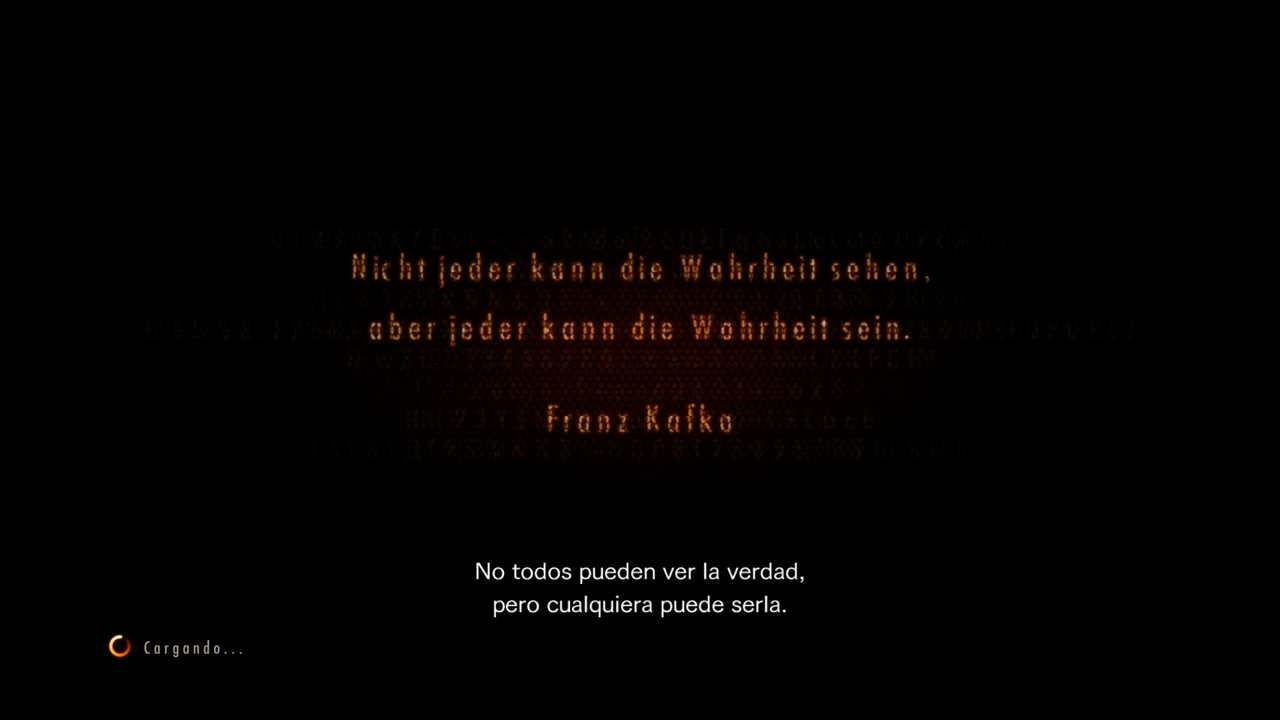 Nicht jeder kann die Wahrheit sehen,
aber jeder kann die Wahrheit sein.
Franz Kafka
No todos pueden ver la verdad,
pero cualquiera puede serla.
Cargando...